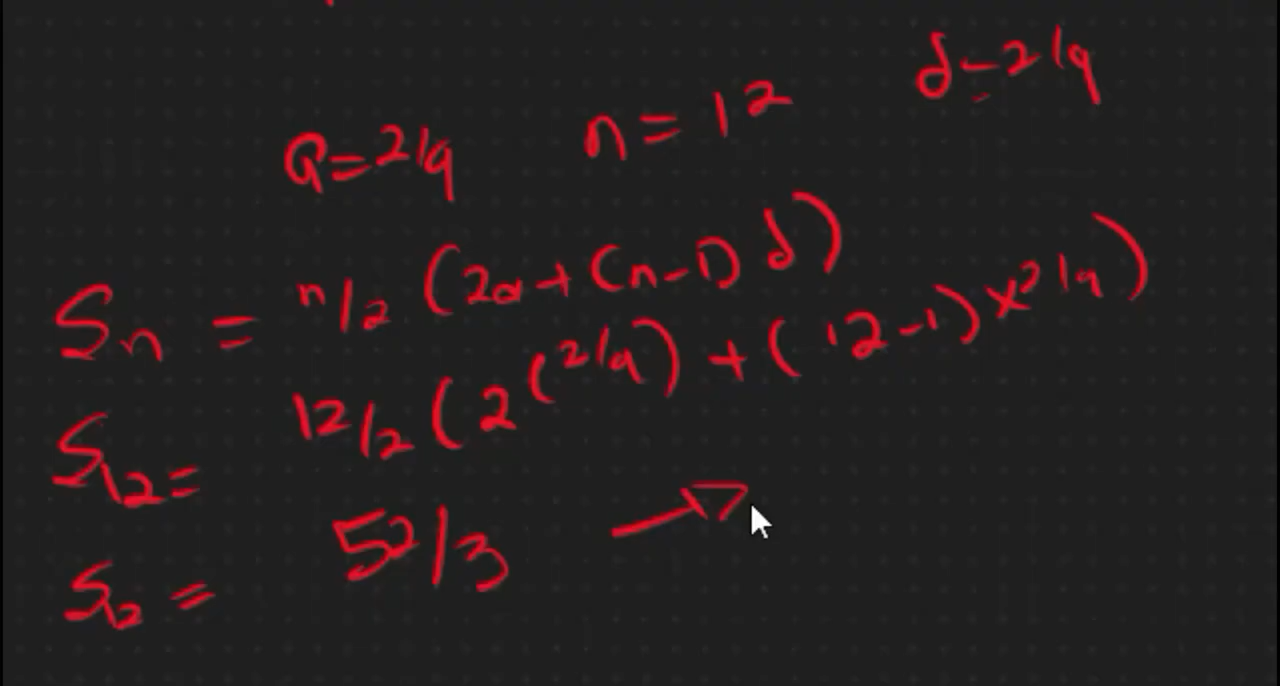 a=2/9 n=12 d=2/9
Sn = n/2 (2a+(n-1)d)
S12= 12/2 (2(2/9)+(12-1)x2/9)
S12= 52/3 →